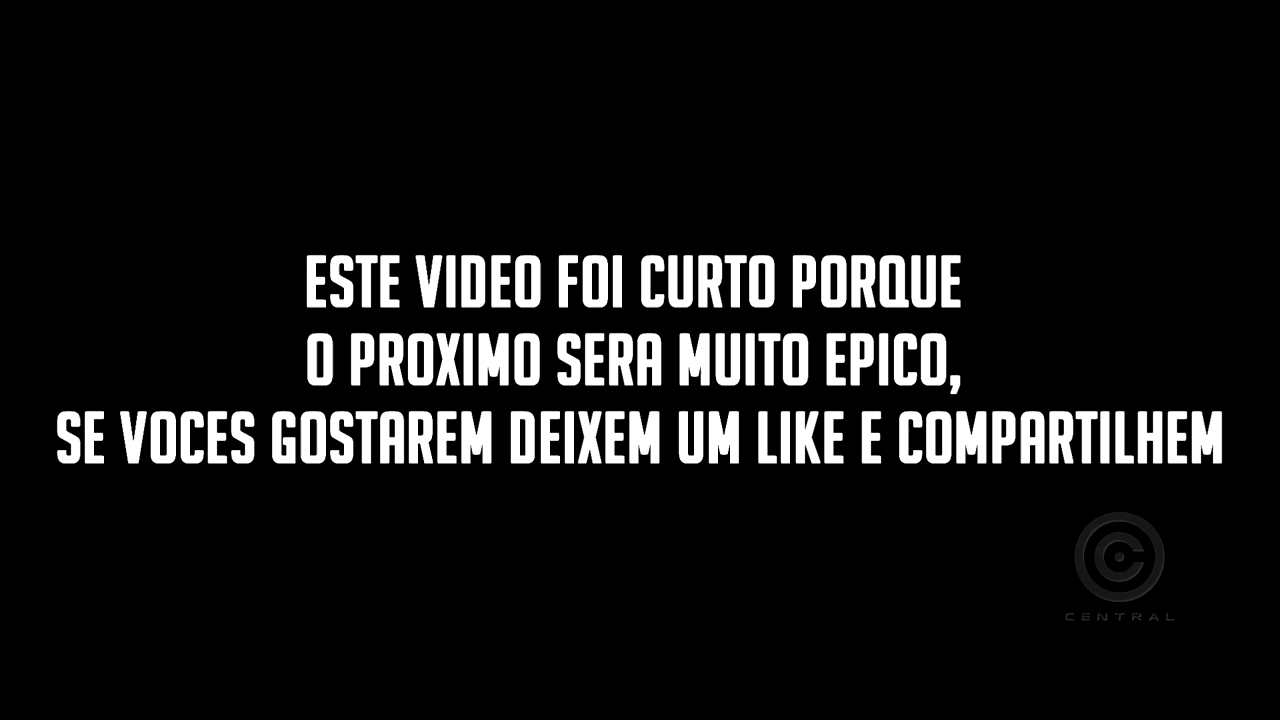 ESTE VIDEO FOI CURTO PORQUE
O PROXIMO SERA MUITO EPICO,
SE VOCES GOSTAREM DEIXEM UM LIKE E COMPARTILHEM
CENTRAL